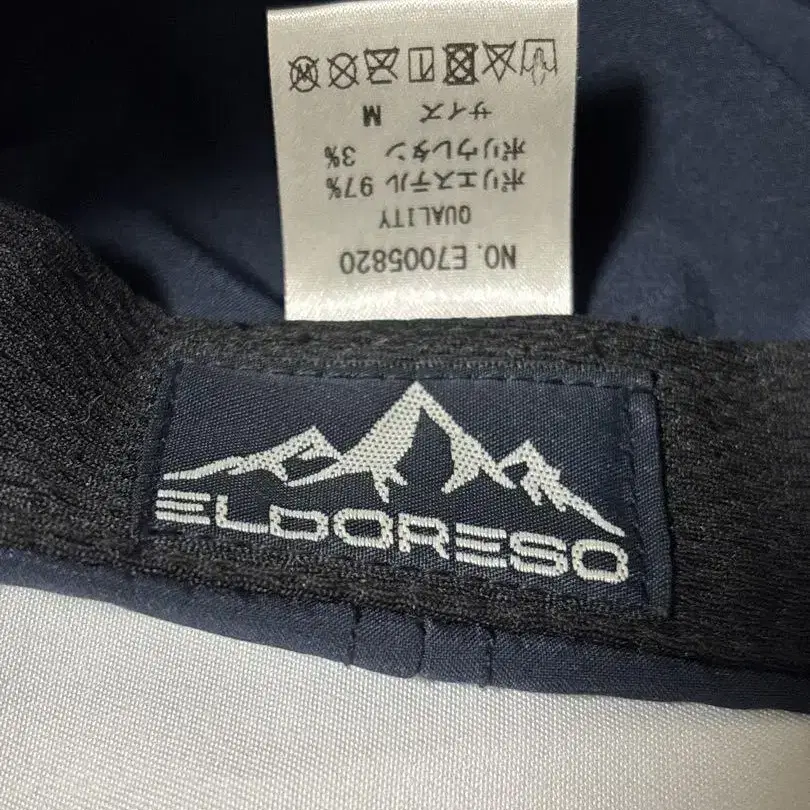 NO. E7005820
QUALITY
ポリエステル 97%
ポリウレタン 3%
サイズ M
ELDORESO